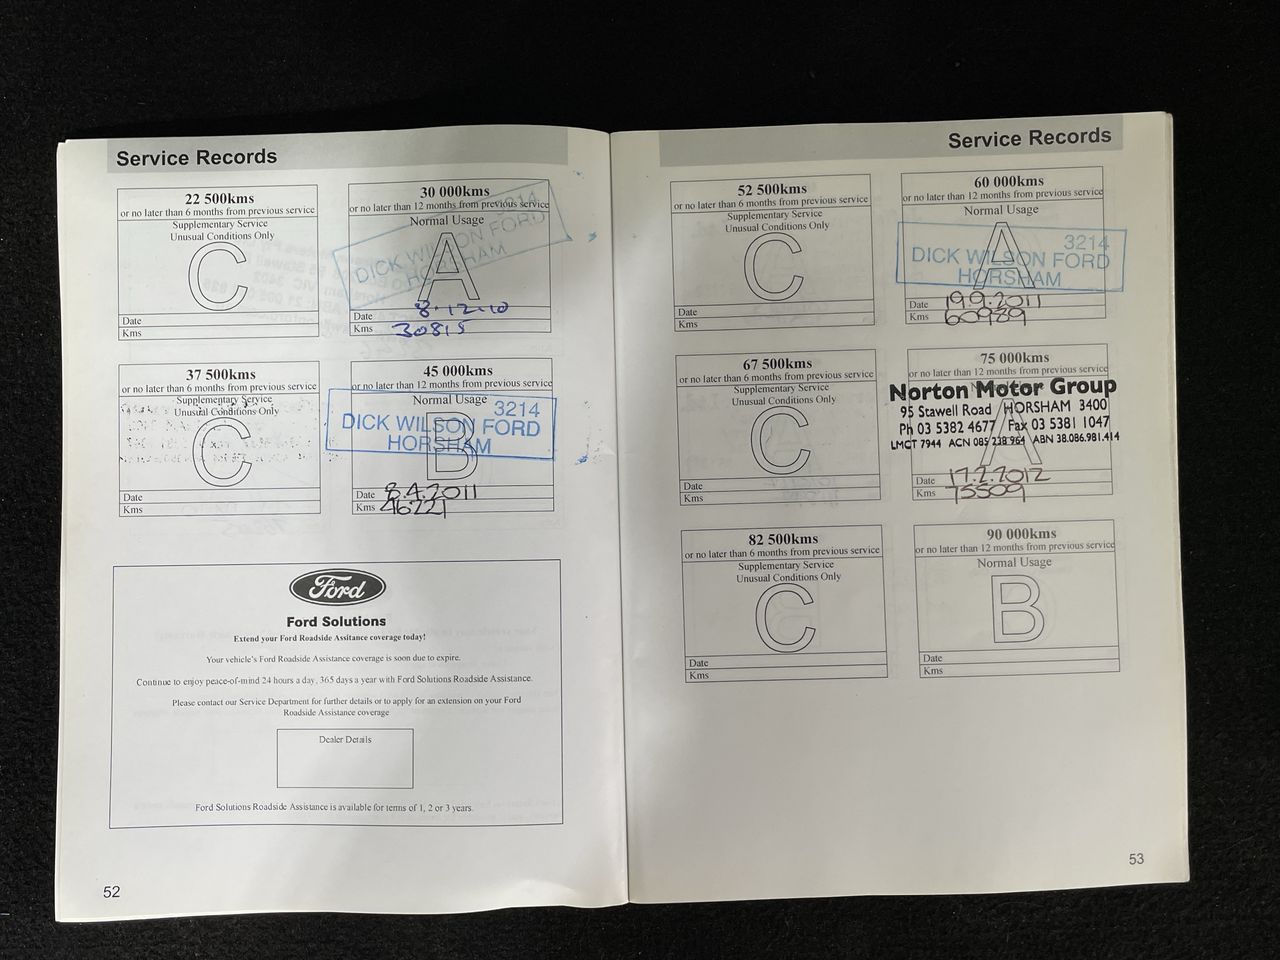 Service Records
22 500kms
or no later than 6 months from previous service
Supplementary Service
Unusual Conditions Only
C
Date
Kms
30 000kms
or no later than 12 months from previous service
Normal Usage
3214
DICK WILSON FORD
HORSHAM
A
Date 8.12.10
Kms 30815
37 500kms
or no later than 6 months from previous service
Supplementary Service
Unusual Conditions Only
C
Date
Kms
45 000kms
or no later than 12 months from previous service
Normal Usage
3214
DICK WILSON FORD
HORSHAM
B
Date 8.4.2011
Kms 46221
Ford
Ford Solutions
Extend your Ford Roadside Assitance coverage today!
Your vehicle's Ford Roadside Assistance coverage is soon due to expire.
Continue to enjoy peace-of-mind 24 hours a day, 365 days a year with Ford Solutions Roadside Assistance.
Please contact our Service Department for further details or to apply for an extension on your Ford
Roadside Assistance coverage
Dealer Details
Ford Solutions Roadside Assistance is available for terms of 1, 2 or 3 years.
52
Service Records
52 500kms
or no later than 6 months from previous service
Supplementary Service
Unusual Conditions Only
C
Date
Kms
60 000kms
or no later than 12 months from previous service
Normal Usage
A
3214
DICK WILSON FORD
HORSHAM
Date 19.9.2011
Kms 60989
67 500kms
or no later than 6 months from previous service
Supplementary Service
Unusual Conditions Only
C
Date
Kms
75 000kms
or no later than 12 months from previous service
Norton Motor Group
95 Stawell Road HORSHAM 3400
Ph 03 5382 4677 Fax 03 5381 1047
LMCT 7944 ACN 085 238 964 ABN 38.086.981.414
A
Date 17.2.2012
Kms 75509
82 500kms
or no later than 6 months from previous service
Supplementary Service
Unusual Conditions Only
C
Date
Kms
90 000kms
or no later than 12 months from previous service
Normal Usage
B
Date
Kms
53